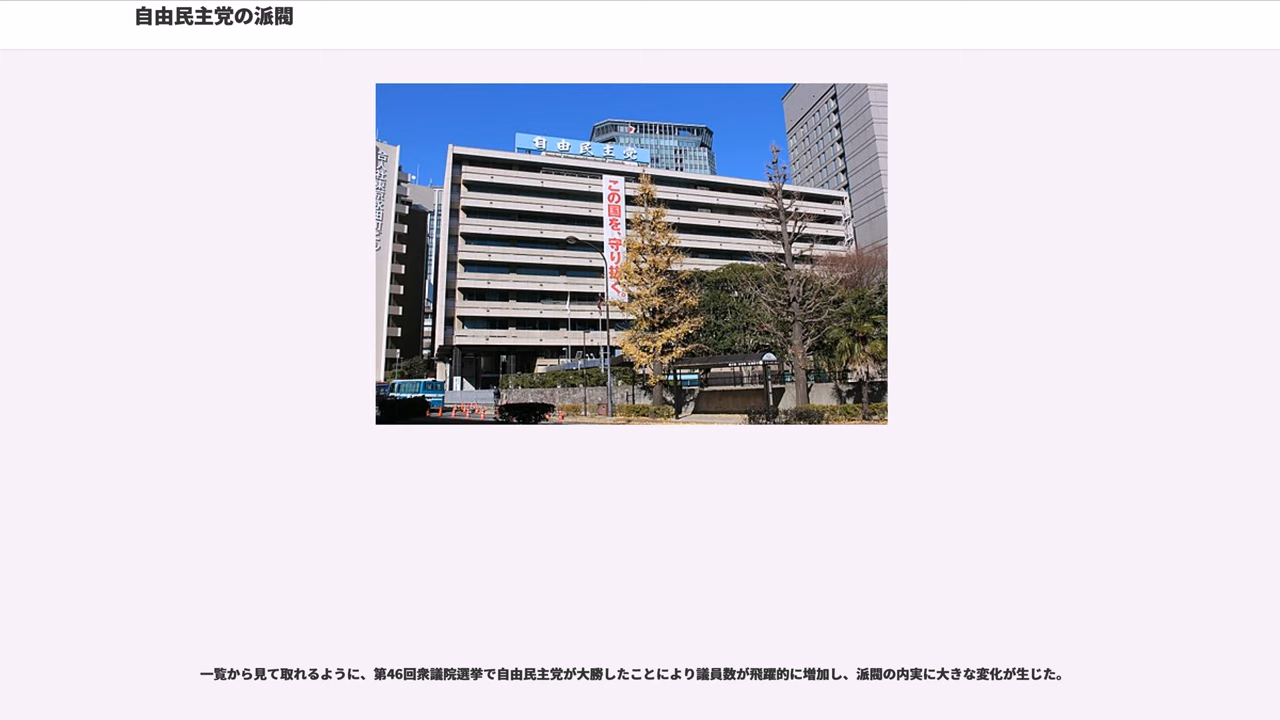 自由民主党の派閥
自由民主党
この国を、守り抜く。
一覧から見て取れるように、第46回衆議院選挙で自由民主党が大勝したことにより議員数が飛躍的に増加し、派閥の内実に大きな変化が生じた。